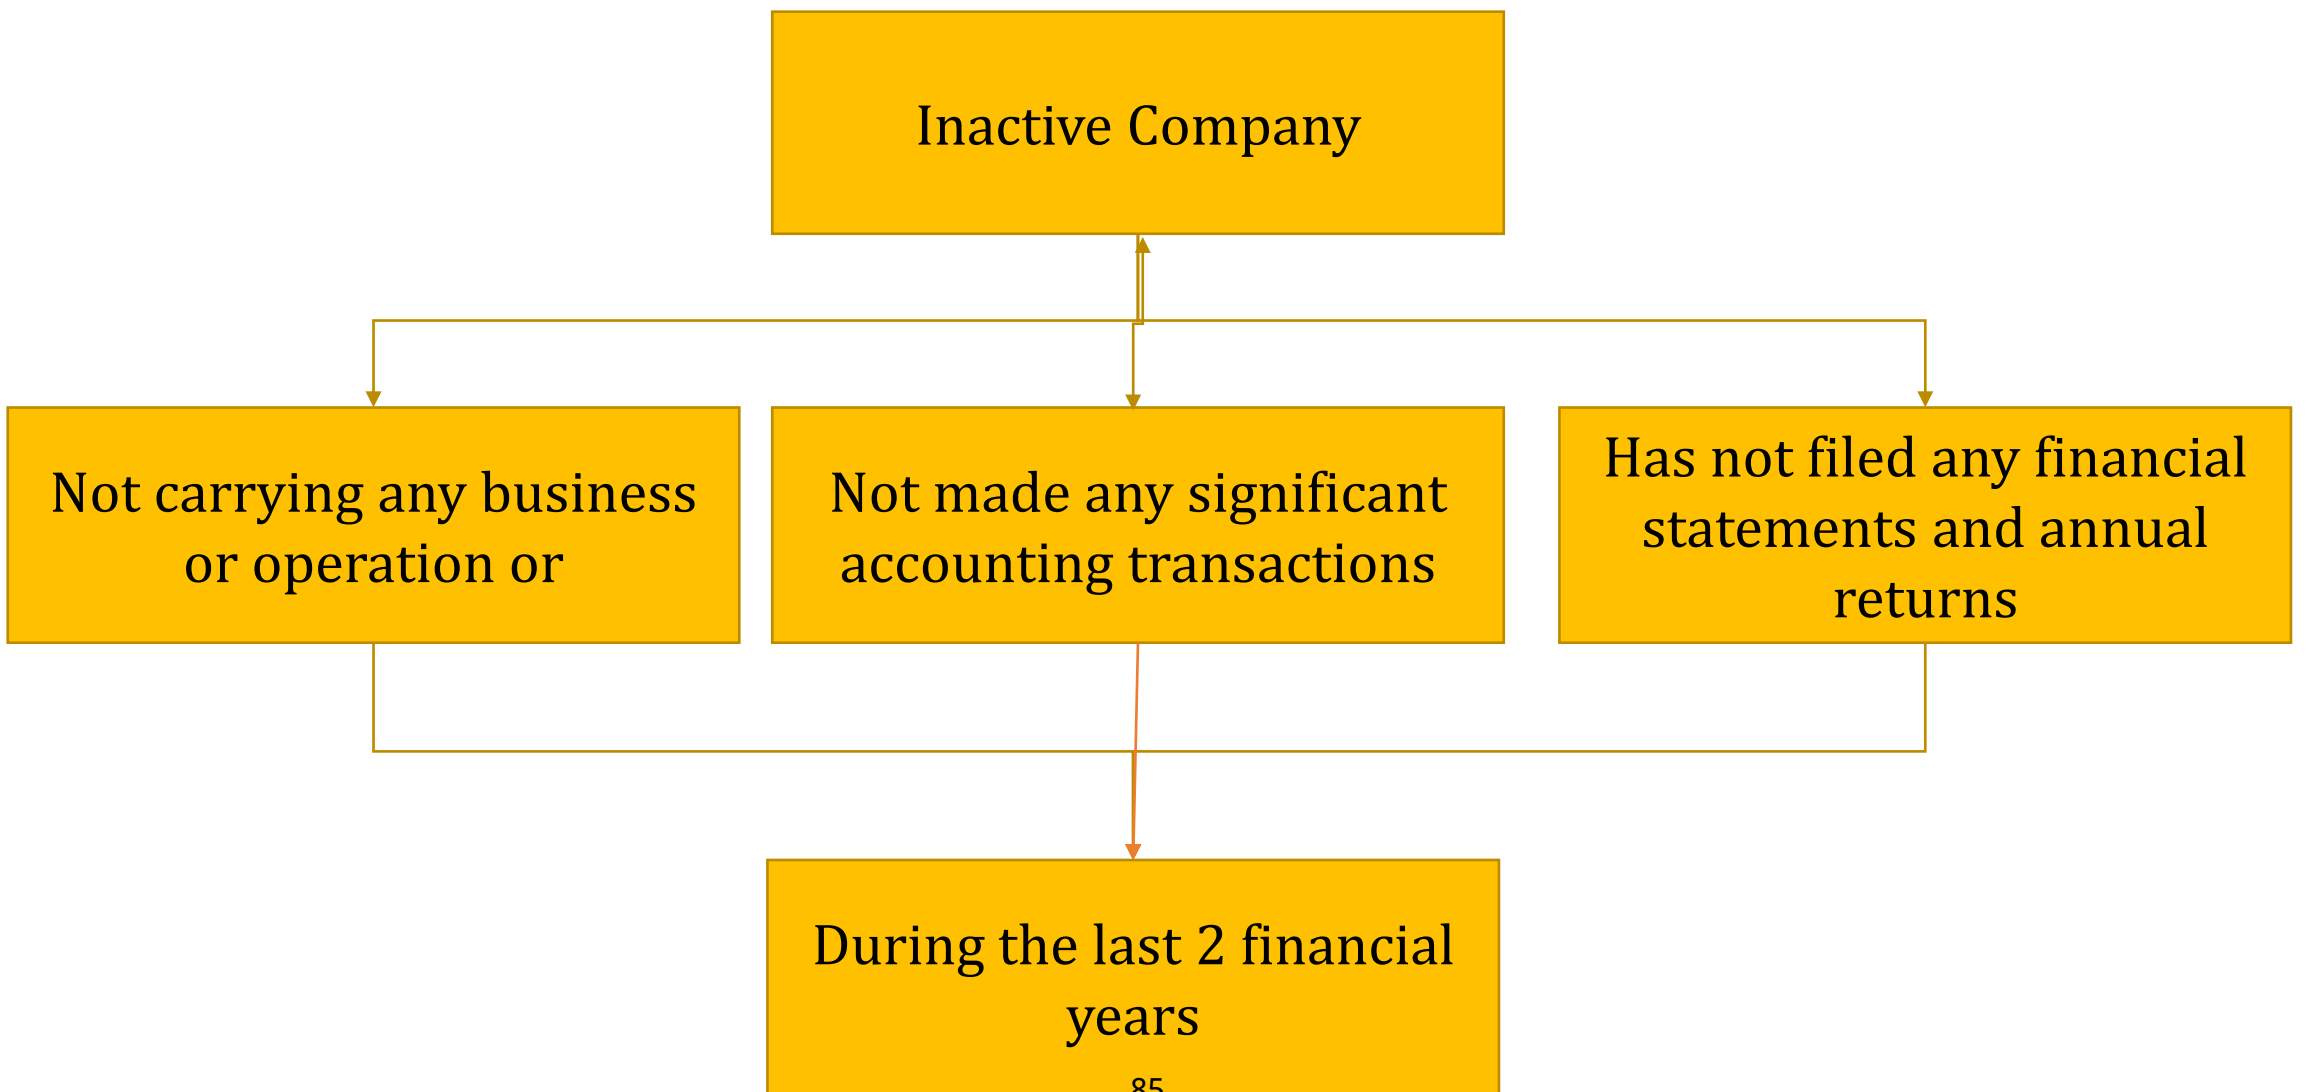 Inactive Company
Not carrying any business
or operation or
Not made any significant
accounting transactions
Has not filed any financial
statements and annual
returns
During the last 2 financial
years
85